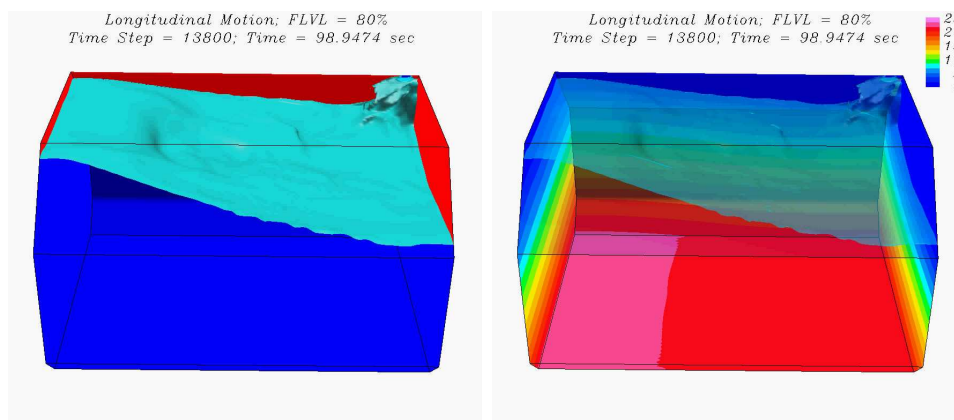 Longitudinal Motion; FLVL = 80%
Time Step = 13800; Time = 98.9474 sec
Longitudinal Motion; FLVL = 80%
Time Step = 13800; Time = 98.9474 sec